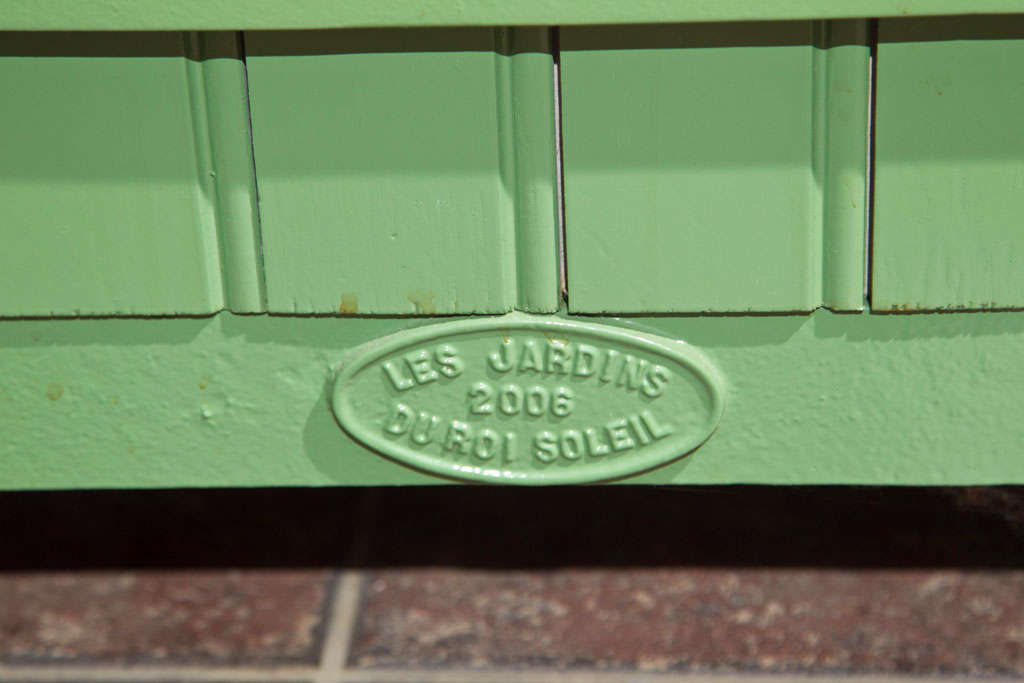 LES JARDINS
2006
DU ROI SOLEIL